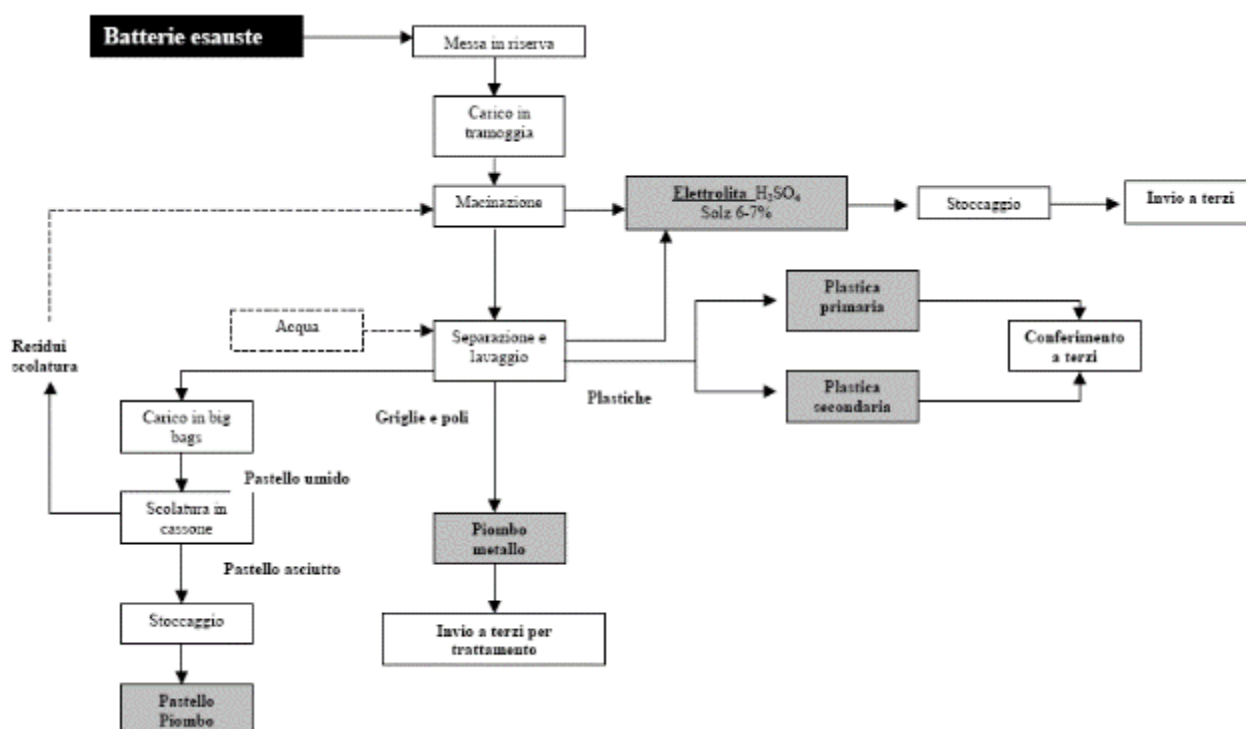 Batterie esauste
Messa in riserva
Carico in
tramoggia
Macinazione
Elettrolita H₂SO₄
Solz 6-7%
Stoccaggio
Invio a terzi
Acqua
Separazione e
lavaggio
Plastica
primaria
Conferimento
a terzi
Plastica
secondaria
Plastiche
Residui
scolatura
Griglie e poli
Carico in big
bags
Pastello umido
Scolatura in
cassone
Piombo
metallo
Pastello asciutto
Stoccaggio
Invio a terzi per
trattamento
Pastello
Piombo